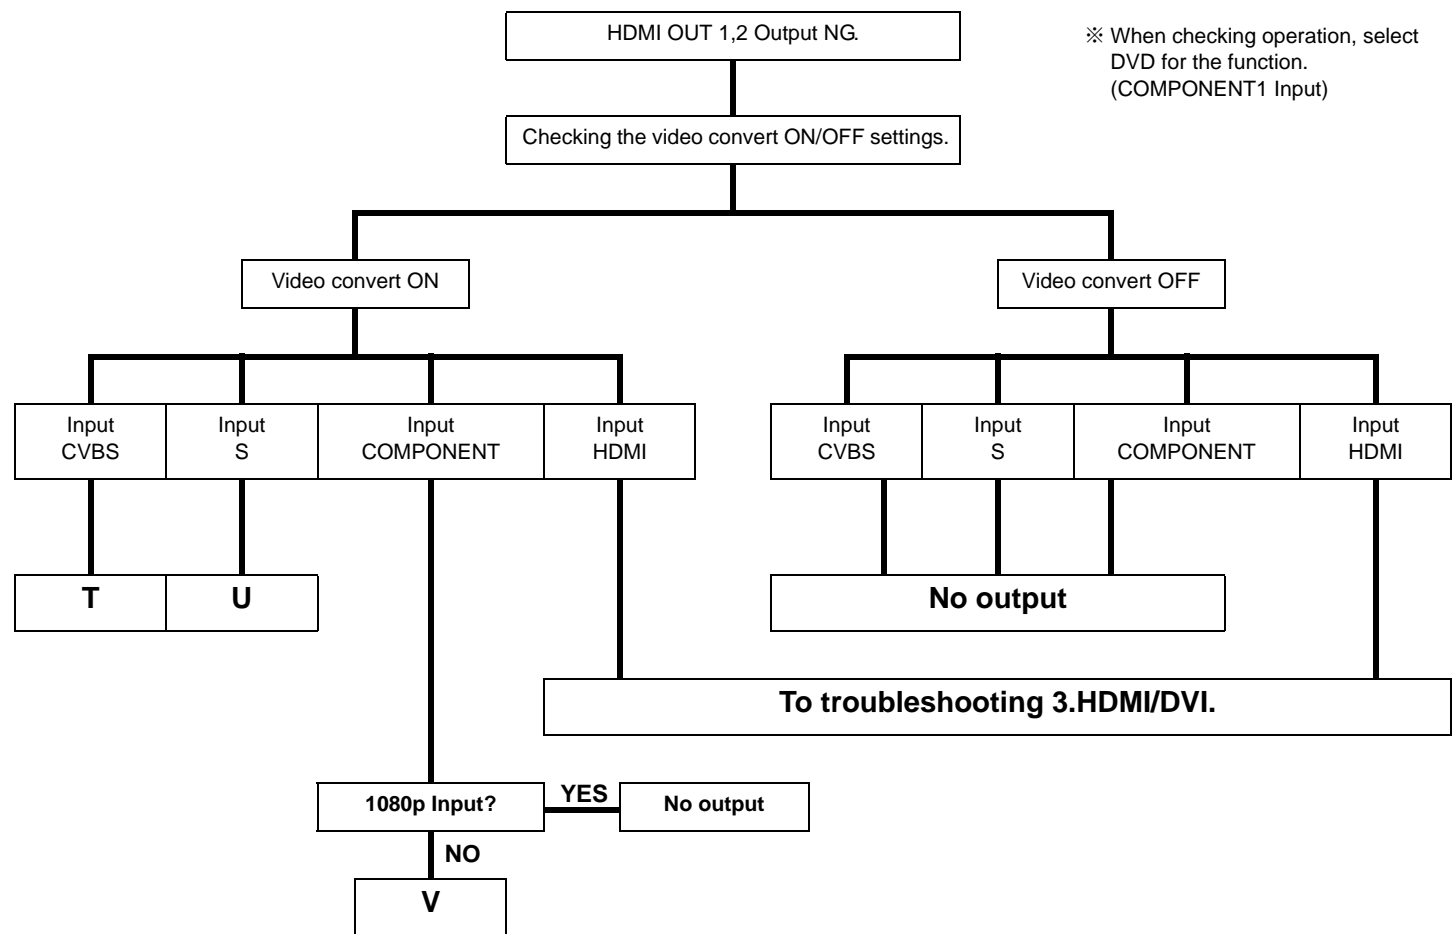 HDMI OUT 1,2 Output NG.
※ When checking operation, select
DVD for the function.
(COMPONENT1 Input)
Checking the video convert ON/OFF settings.
Video convert ON
Video convert OFF
Input
CVBS
Input
S
Input
COMPONENT
Input
HDMI
Input
CVBS
Input
S
Input
COMPONENT
Input
HDMI
T
U
No output
To troubleshooting 3.HDMI/DVI.
1080p Input?
YES
No output
NO
V